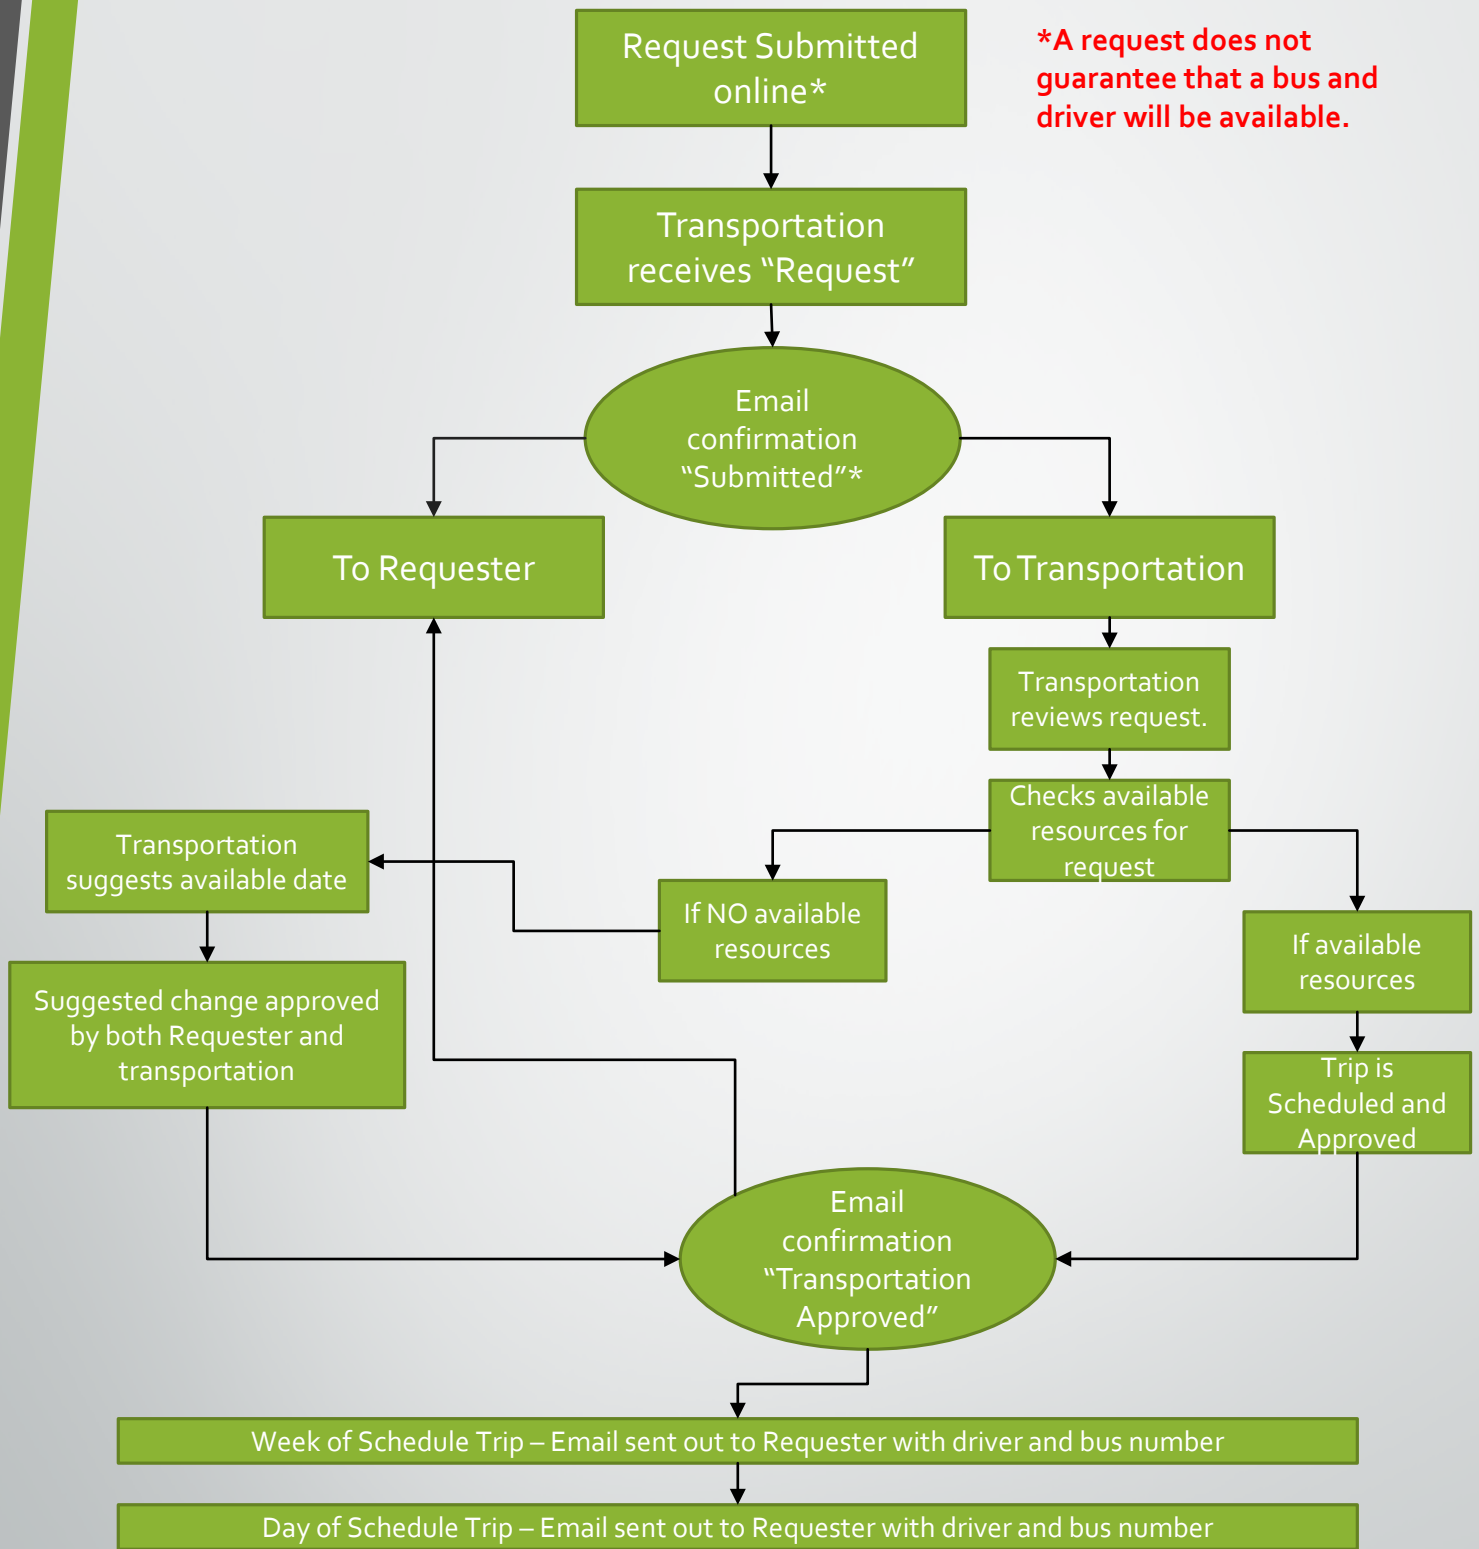 Request Submitted
online*
*A request does not
guarantee that a bus and
driver will be available.
Transportation
receives “Request”
Email
confirmation
“Submitted”*
To Requester
To Transportation
Transportation
reviews request.
Checks available
resources for
request
Transportation
suggests available date
If NO available
resources
If available
resources
Suggested change approved
by both Requester and
transportation
Trip is
Scheduled and
Approved
Email
confirmation
“Transportation
Approved”
Week of Schedule Trip – Email sent out to Requester with driver and bus number
Day of Schedule Trip – Email sent out to Requester with driver and bus number